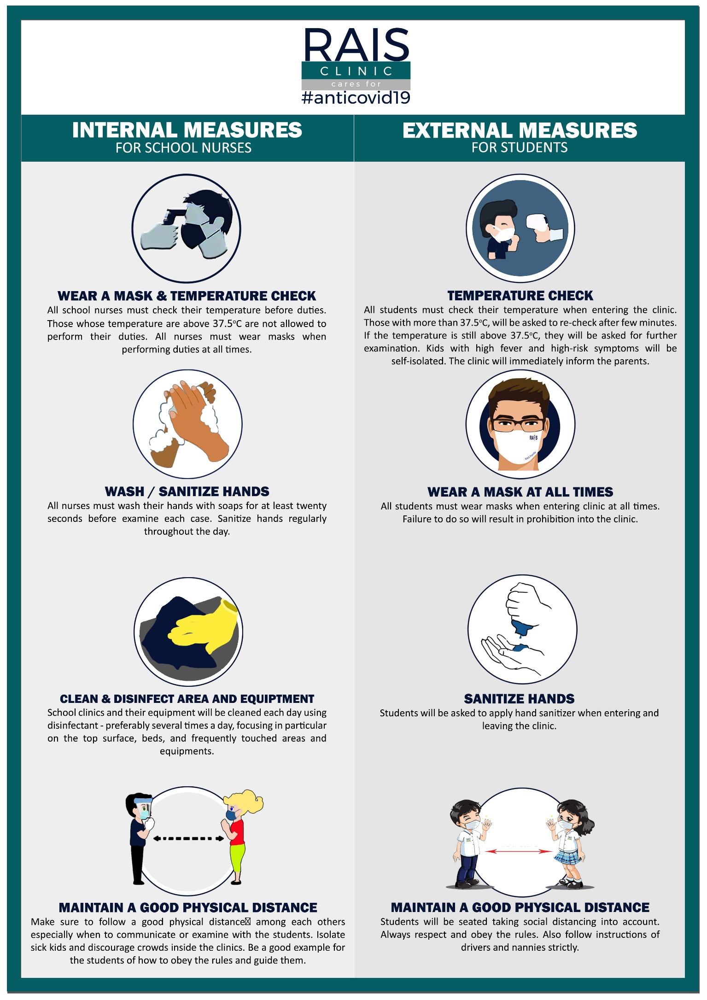 RAIS
CLINIC
cares for
#anticovid19
INTERNAL MEASURES
FOR SCHOOL NURSES
WEAR A MASK & TEMPERATURE CHECK
All school nurses must check their temperature before duties.
Those whose temperature are above 37.5°C are not allowed to
perform their duties. All nurses must wear masks when
performing duties at all times.
WASH / SANITIZE HANDS
All nurses must wash their hands with soaps for at least twenty
seconds before examine each case. Sanitize hands regularly
throughout the day.
CLEAN & DISINFECT AREA AND EQUIPTMENT
School clinics and their equipment will be cleaned each day using
disinfectant - preferably several times a day, focusing in particular
on the top surface, beds, and frequently touched areas and
equipments.
MAINTAIN A GOOD PHYSICAL DISTANCE
Make sure to follow a good physical distance among each others
especially when to communicate or examine with the students. Isolate
sick kids and discourage crowds inside the clinics. Be a good example for
the students of how to obey the rules and guide them.
EXTERNAL MEASURES
FOR STUDENTS
TEMPERATURE CHECK
All students must check their temperature when entering the clinic.
Those with more than 37.5°C, will be asked to re-check after few minutes.
If the temperature is still above 37.5°C, they will be asked for further
examination. Kids with high fever and high-risk symptoms will be
self-isolated. The clinic will immediately inform the parents.
RAIS
RAIS Family
WEAR A MASK AT ALL TIMES
All students must wear masks when entering clinic at all times.
Failure to do so will result in prohibition into the clinic.
SANITIZE HANDS
Students will be asked to apply hand sanitizer when entering and
leaving the clinic.
MAINTAIN A GOOD PHYSICAL DISTANCE
Students will be seated taking social distancing into account.
Always respect and obey the rules. Also follow instructions of
drivers and nannies strictly.